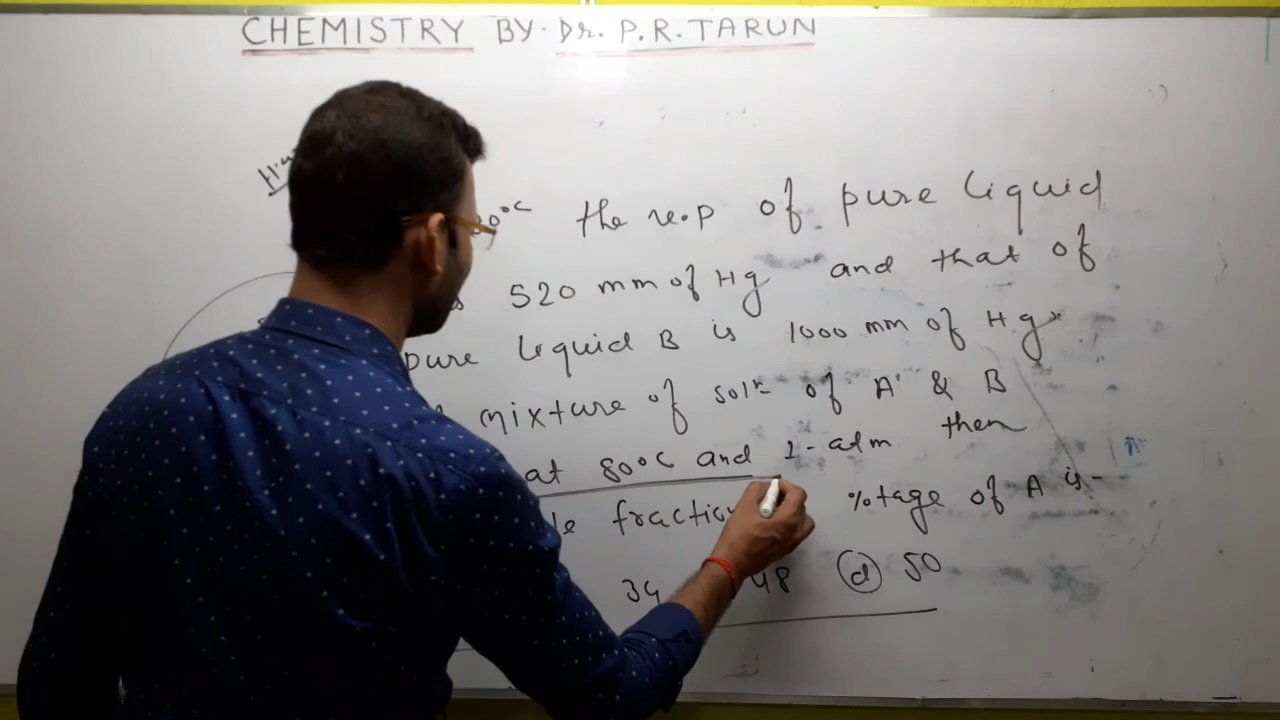 CHEMISTRY BY. Dr. P.R. TARUN
the v.p of pure liquid
520 mm of Hg and that of
pure liquid B is 1000 mm of Hg
mixture of soln of A & B
at 80°C and 1-atm then
%tage of A is-
34 48 (d) 50